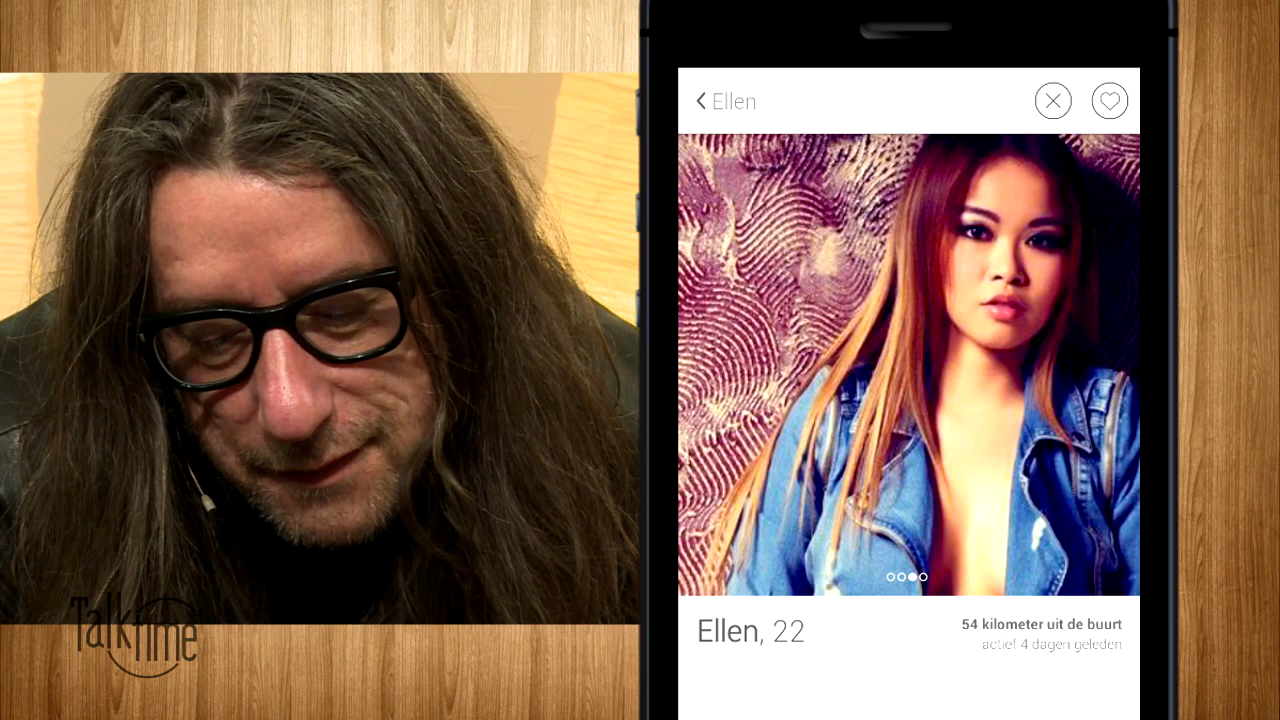 Ellen
Ellen, 22
54 kilometer uit de buurt
actief 4 dagen geleden
Talk
Time